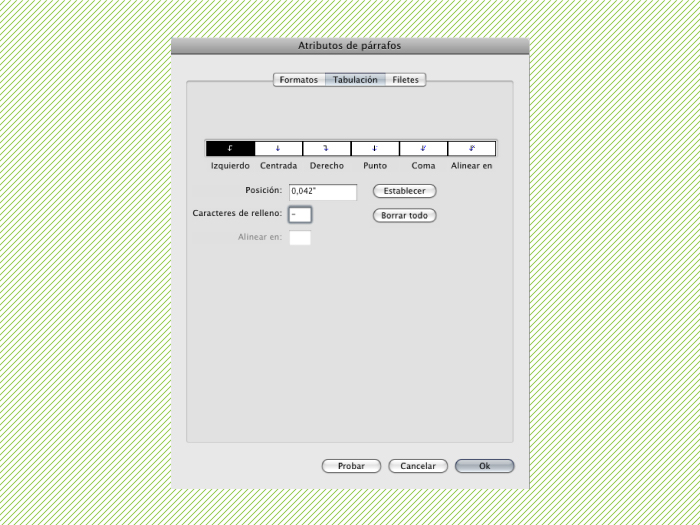 Atributos de párrafos
Formatos Tabulación Filetes
Izquierdo Centrada Derecho Punto Coma Alinear en
Posición: 0,042" Establecer
Caracteres de relleno: - Borrar todo
Alinear en:
Probar Cancelar Ok